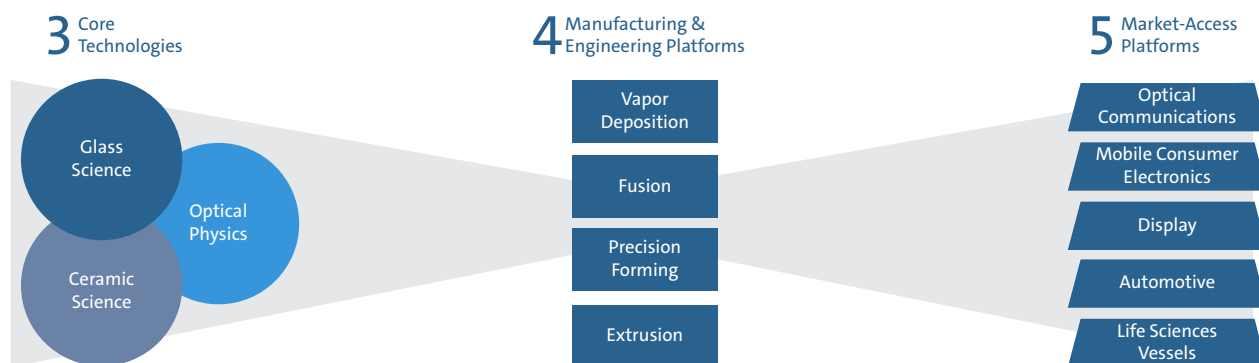 3 Core
Technologies
Glass
Science
Optical
Physics
Ceramic
Science
4 Manufacturing &
Engineering Platforms
Vapor
Deposition
Fusion
Precision
Forming
Extrusion
5 Market-Access
Platforms
Optical
Communications
Mobile Consumer
Electronics
Display
Automotive
Life Sciences
Vessels